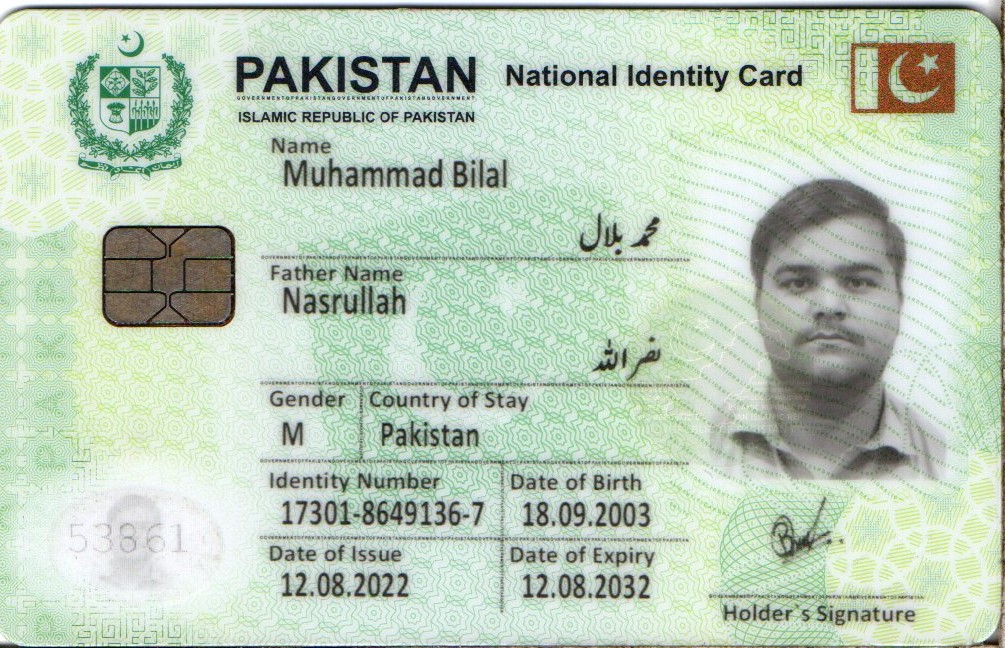 PAKISTAN National Identity Card
ISLAMIC REPUBLIC OF PAKISTAN
Name
Muhammad Bilal
محمد بلال
Father Name
Nasrullah
نصر اللہ
Gender Country of Stay
M Pakistan
Identity Number Date of Birth
17301-8649136-7 18.09.2003
Date of Issue Date of Expiry
12.08.2022 12.08.2032
53861
Holder`s Signature